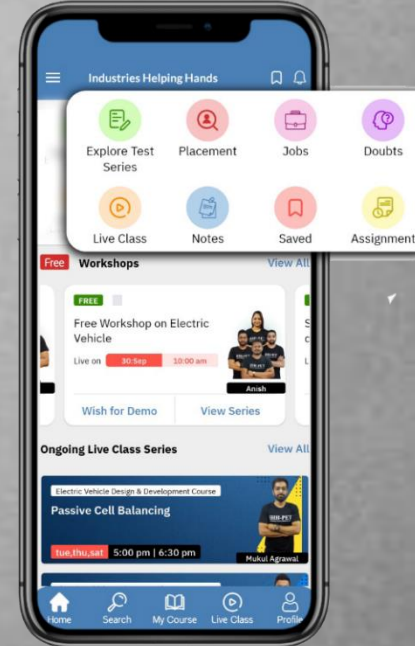 Industries Helping Hands
Explore Test
Series
Placement
Jobs
Doubts
Live Class
Notes
Saved
Assignment
Free Workshops View All
FREE
Free Workshop on Electric
Vehicle
Live on 30:Sep 10:00 am
Anish
Wish for Demo View Series
Ongoing Live Class Series View All
Electric Vehicle Design & Development Course
Passive Cell Balancing
tue,thu,sat 5:00 pm | 6:30 pm
Mukul Agrawal
Home Search My Course Live Class Profile